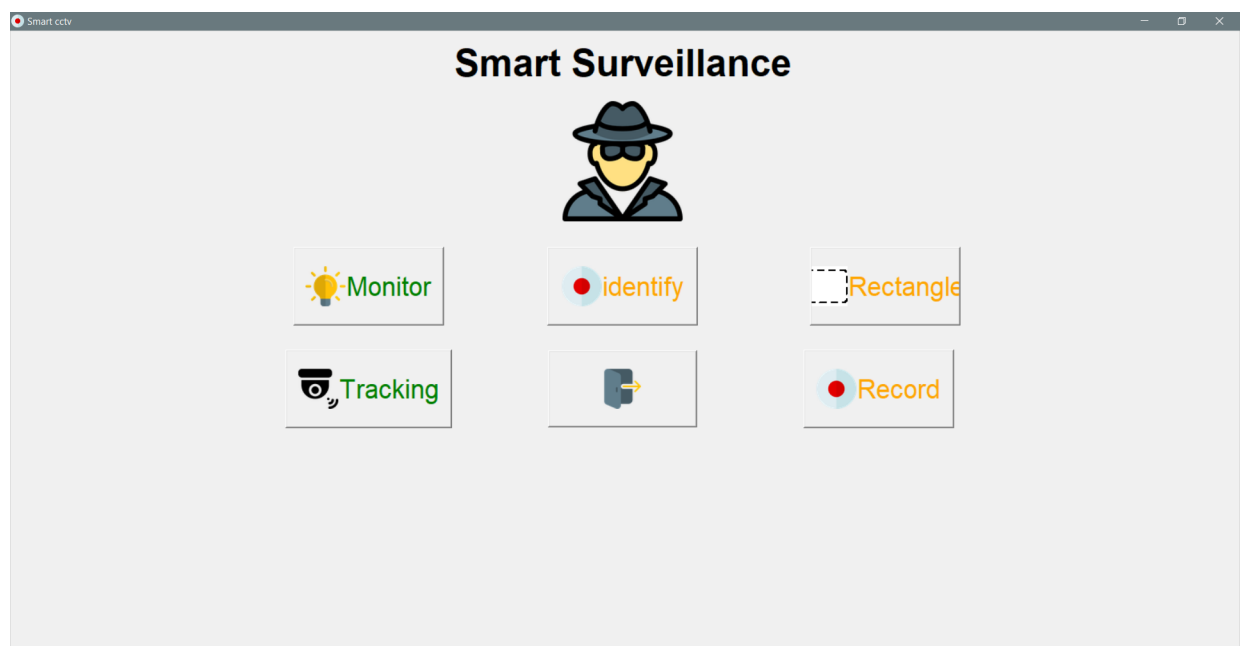 Smart cctv
Smart Surveillance
Monitor
identify
Rectangle
Tracking
Record